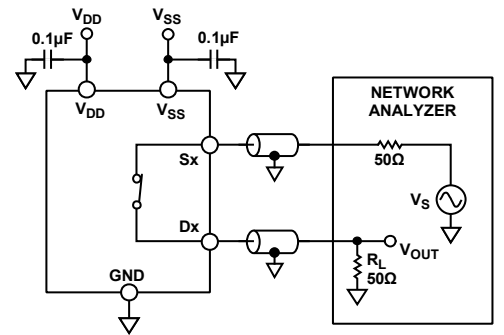 VDD
VSS
0.1µF
0.1µF
VDD
VSS
NETWORK
ANALYZER
Sx
50Ω
VS
Dx
VOUT
RL
50Ω
GND